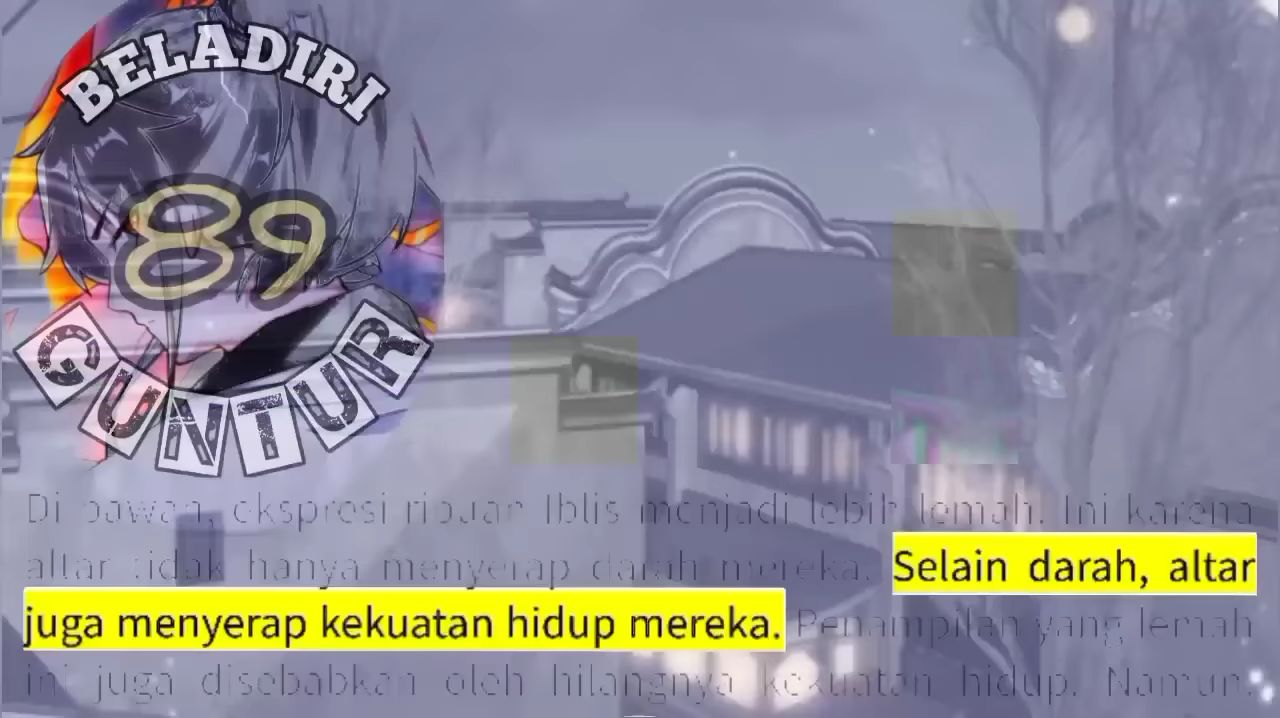 BELADIRI
89
GUNTUR
Di bawah, ekspresi ribuan Iblis menjadi lebih lemah. Ini karena
altar tidak hanya menyerap darah mereka. Selain darah, altar
juga menyerap kekuatan hidup mereka. Penampilan yang lemah
ini juga disebabkan oleh hilangnya kekuatan hidup. Namun,